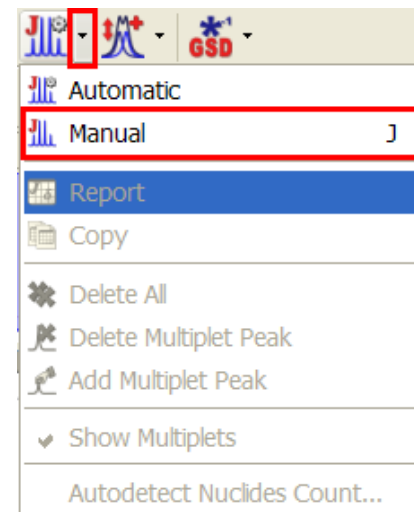 J GSD
Automatic
Manual J
Report
Copy
Delete All
Delete Multiplet Peak
Add Multiplet Peak
Show Multiplets
Autodetect Nuclides Count...